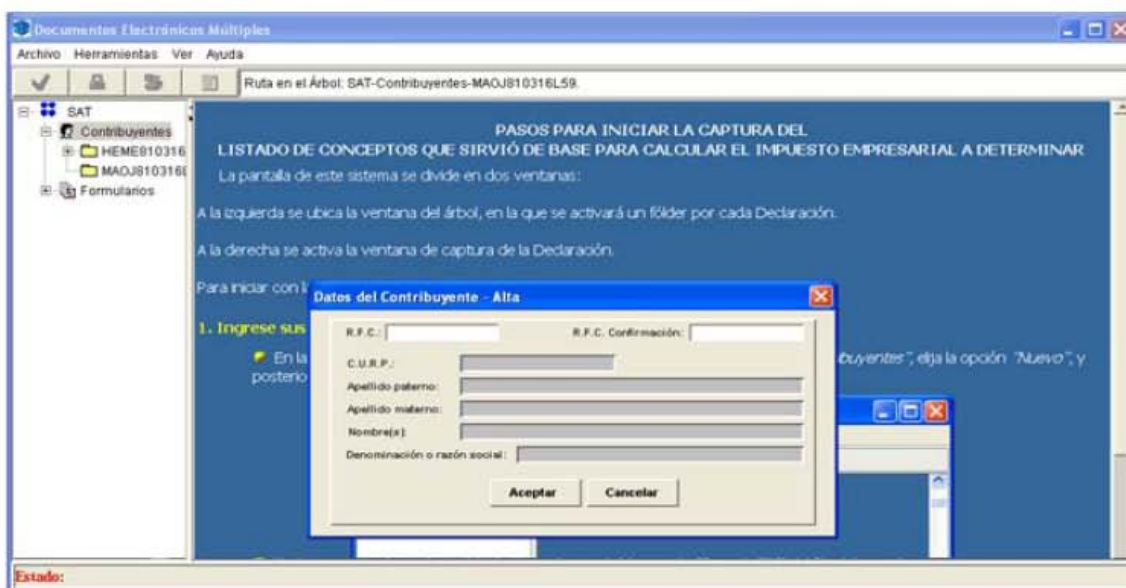 Documentos Electrónicos Múltiples
Archivo Herramientas Ver Ayuda
Ruta en el Árbol: SAT-Contribuyentes-MAOJ810316L59.
SAT
Contribuyentes
HEME810316
MAOJ810316L
Formularios
PASOS PARA INICIAR LA CAPTURA DEL
LISTADO DE CONCEPTOS QUE SIRVIÓ DE BASE PARA CALCULAR EL IMPUESTO EMPRESARIAL A DETERMINAR
La pantalla de este sistema se divide en dos ventanas:
A la izquierda se ubica la ventana del árbol, en la que se activará un fólder por cada Declaración.
A la derecha se activa la ventana de captura de la Declaración.
Para iniciar con l
Datos del Contribuyente - Alta
1. Ingrese sus
R.F.C.: R.F.C. Confirmación:
En la buyentes", elija la opción "Nuevo", y
posterio
C.U.R.P.:
Apellido paterno:
Apellido materno:
Nombre(s):
Denominación o razón social:
Aceptar Cancelar
Estado: